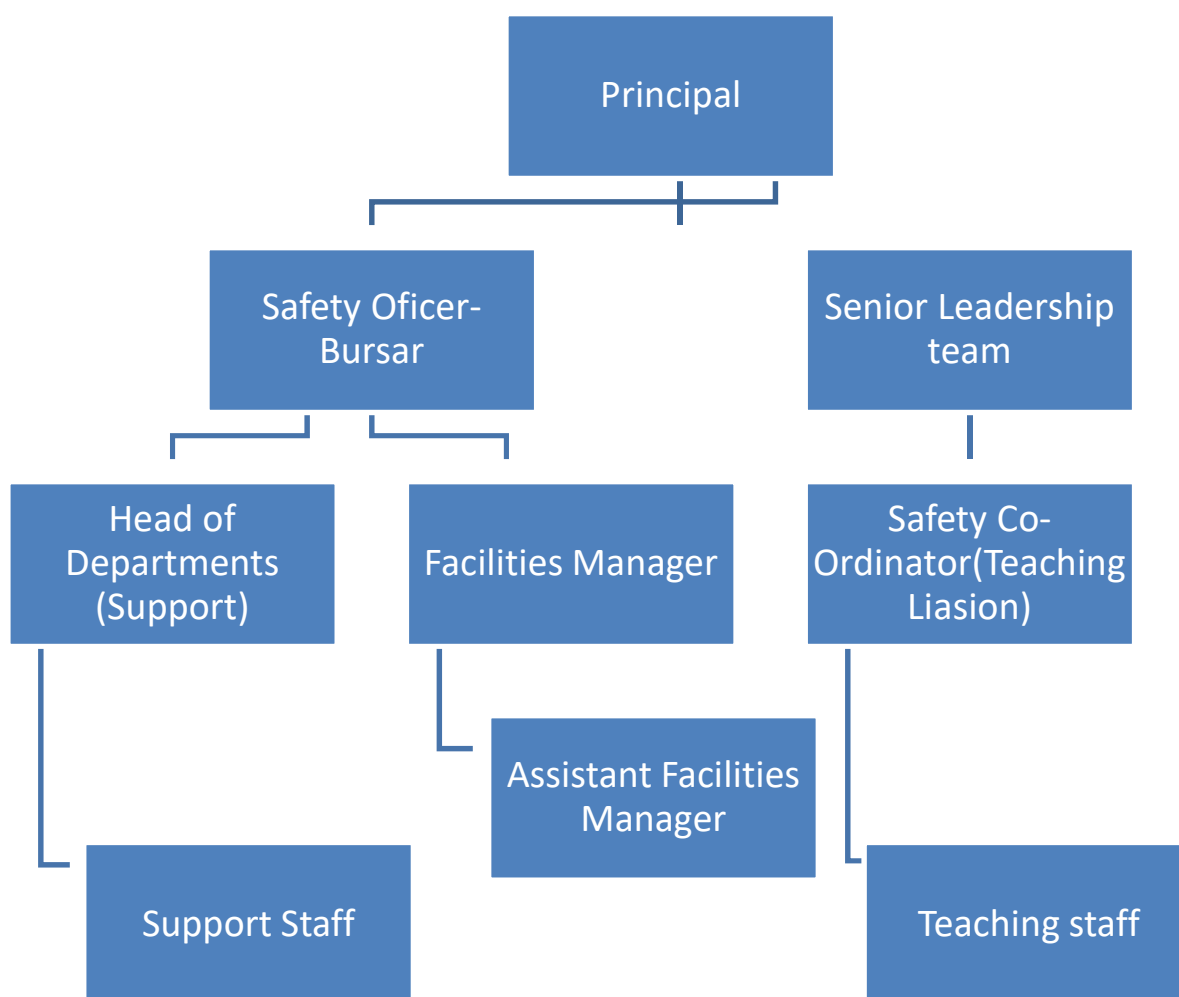 Principal
Safety Oficer-
Bursar
Senior Leadership
team
Head of
Departments
(Support)
Facilities Manager
Safety Co-
Ordinator(Teaching
Liasion)
Assistant Facilities
Manager
Support Staff
Teaching staff